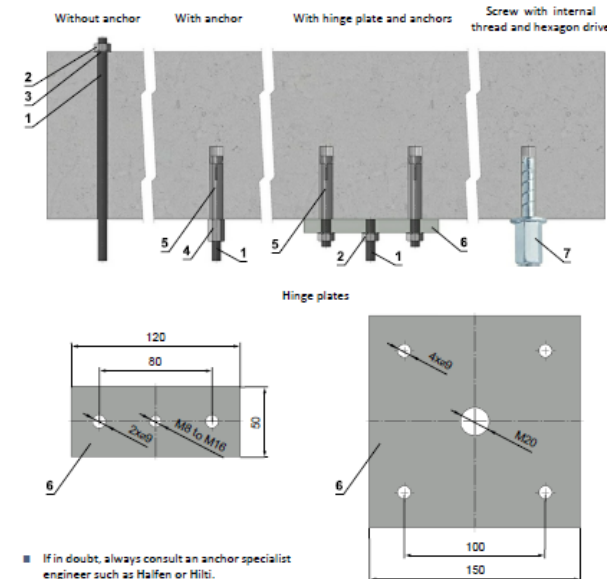 Without anchor
With anchor
With hinge plate and anchors
Screw with internal
thread and hexagon drive
2
3
1
5
4
1
5
2
1
6
7
Hinge plates
120
80
50
2xø9
M8 to M16
6
4xø9
M20
6
100
150
■ If in doubt, always consult an anchor specialist
engineer such as Halfen or Hilti.